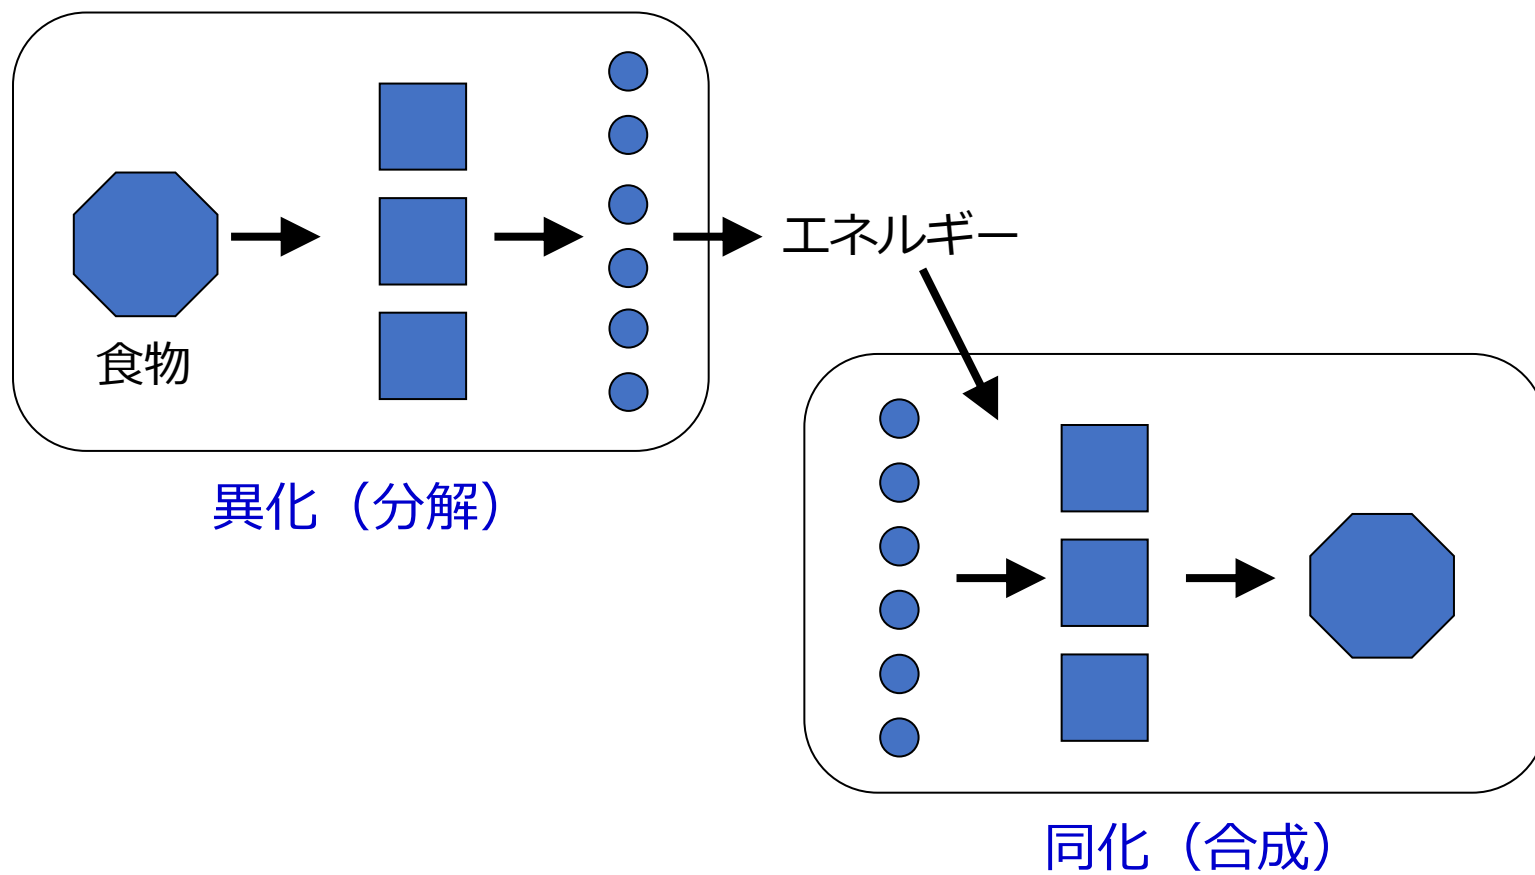 エネルギー
食物
異化（分解）
同化（合成）